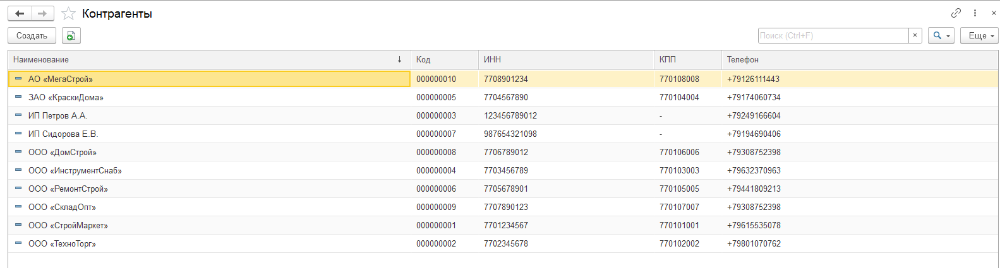 Контрагенты
Создать Поиск (Ctrl+F) × Еще
Наименование ↓ Код ИНН КПП Телефон
АО «МегаСтрой» 000000010 7708901234 770108008 +79126111443
ЗАО «КраскиДома» 000000005 7704567890 770104004 +79174060734
ИП Петров А.А. 000000003 123456789012 - +79249166604
ИП Сидорова Е.В. 000000007 987654321098 - +79194690406
ООО «ДомСтрой» 000000008 7706789012 770106006 +79308752398
ООО «ИнструментСнаб» 000000004 7703456789 770103003 +79632370963
ООО «РемонтСтрой» 000000006 7705678901 770105005 +79441809213
ООО «СкладОпт» 000000009 7707890123 770107007 +79308752398
ООО «СтройМаркет» 000000001 7701234567 770101001 +79615535078
ООО «ТехноТорг» 000000002 7702345678 770102002 +79801070762